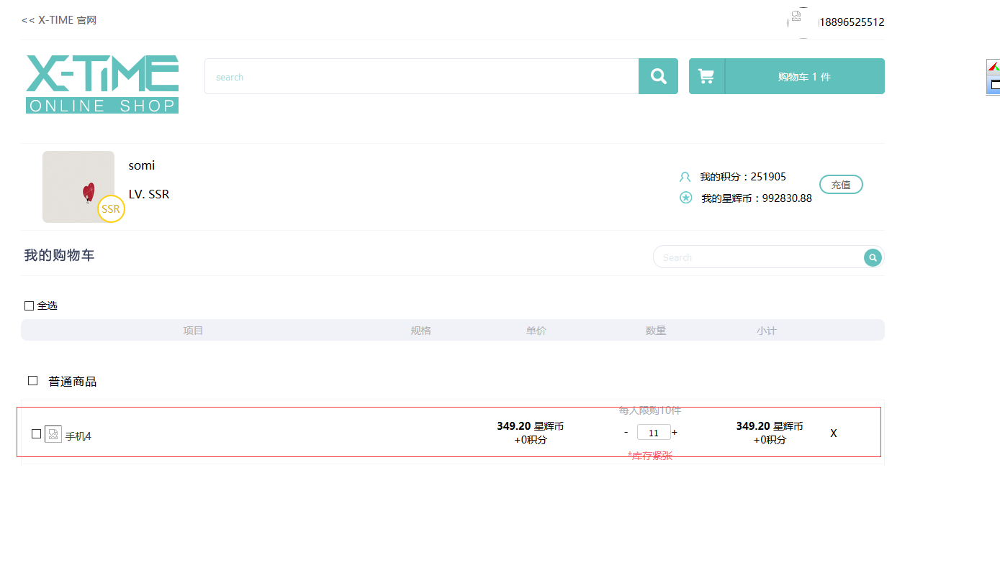 << X-TIME 官网
18896525512
X-TIME
ONLINE SHOP
search
购物车 1 件
somi
LV. SSR
SSR
我的积分：251905
我的星辉币：992830.88
充值
我的购物车
Search
全选
项目 规格 单价 数量 小计
普通商品
每人限购10件
手机4
349.20 星辉币
+0积分
- 11 +
349.20 星辉币
+0积分
X
*库存紧张